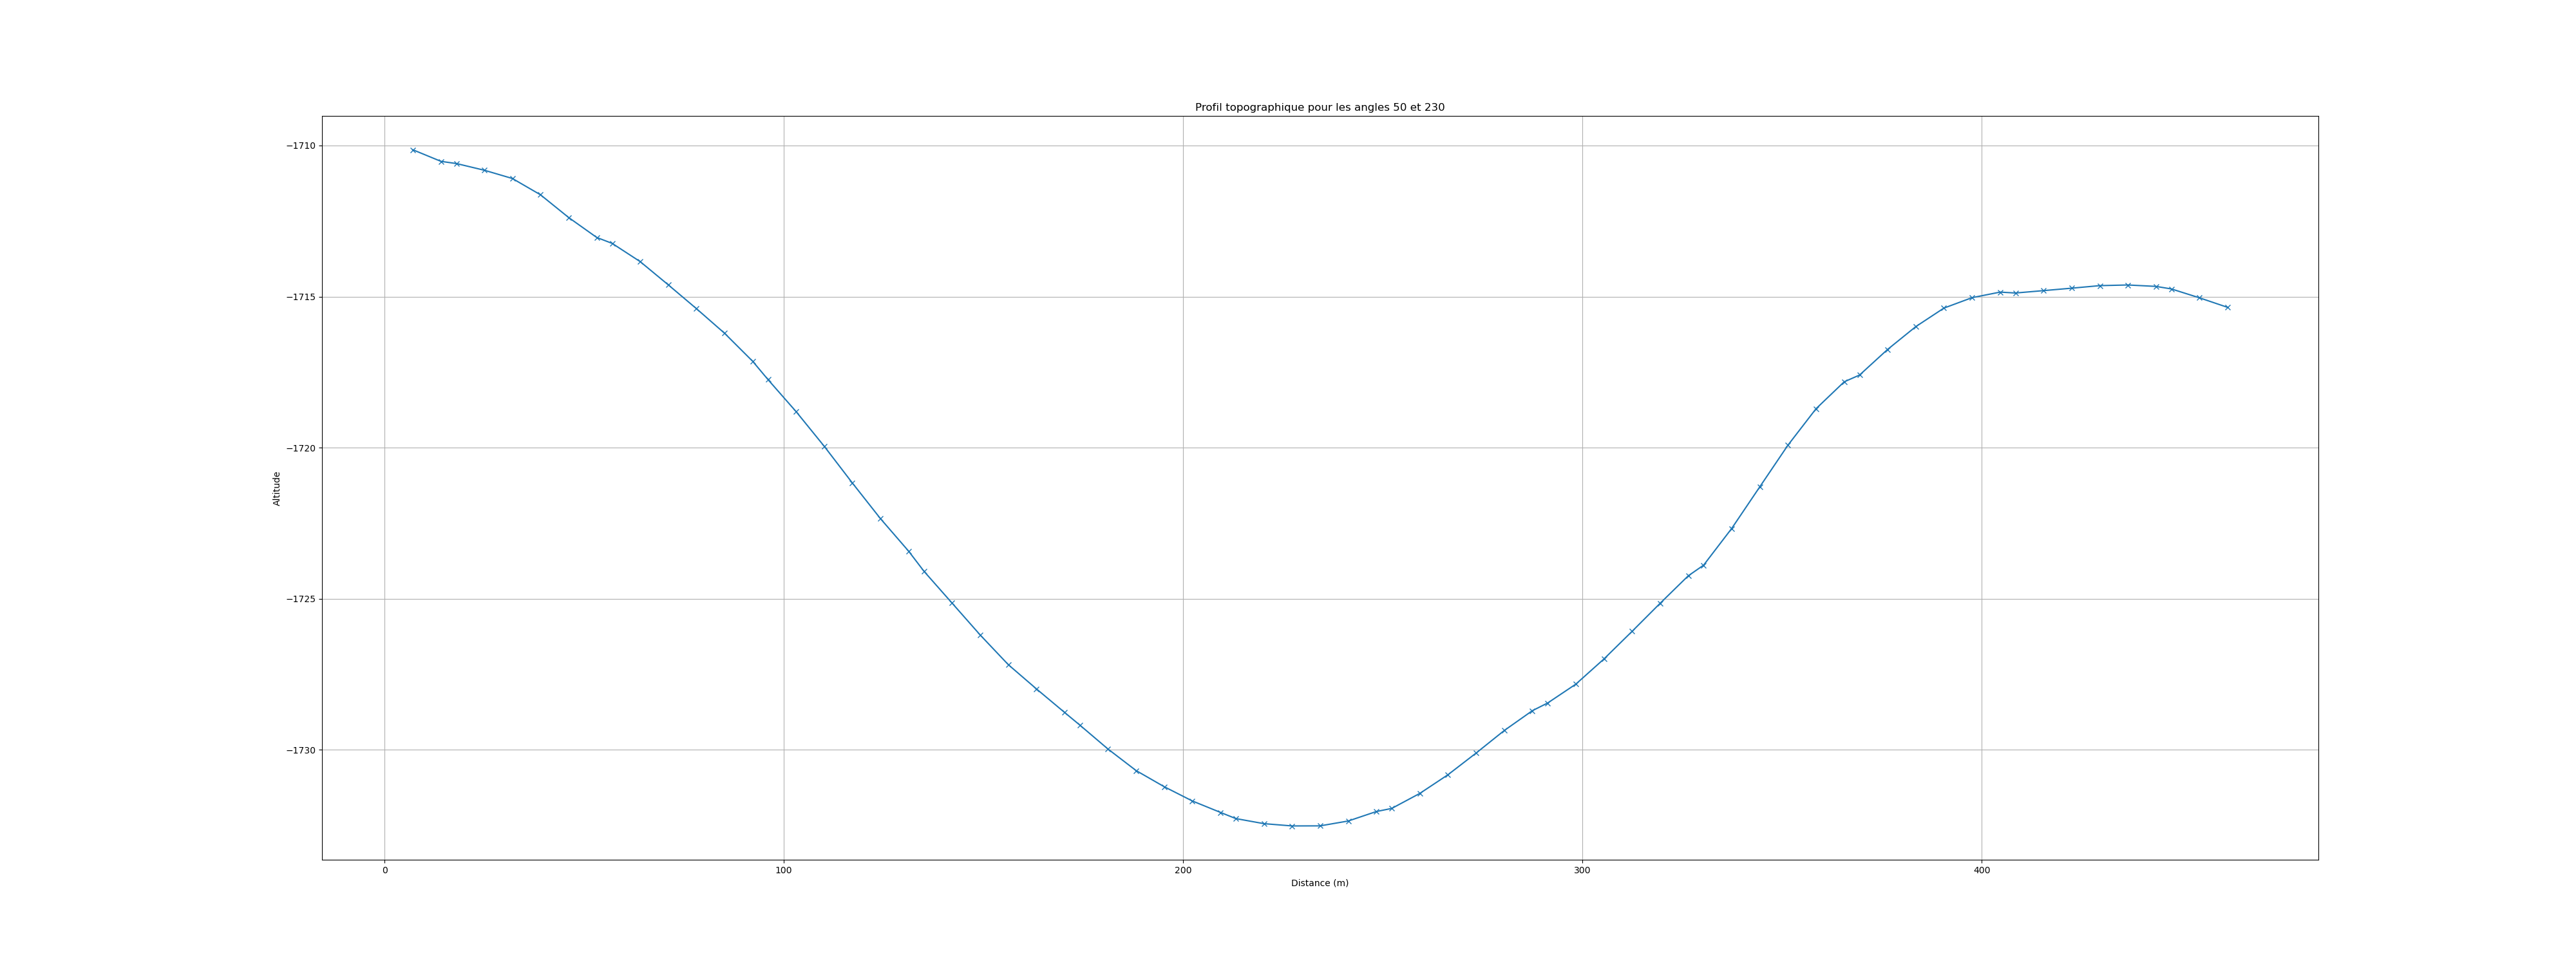 Profil topographique pour les angles 50 et 230
−1710
−1715
−1720
−1725
−1730
Altitude
0 100 200 300 400
Distance (m)